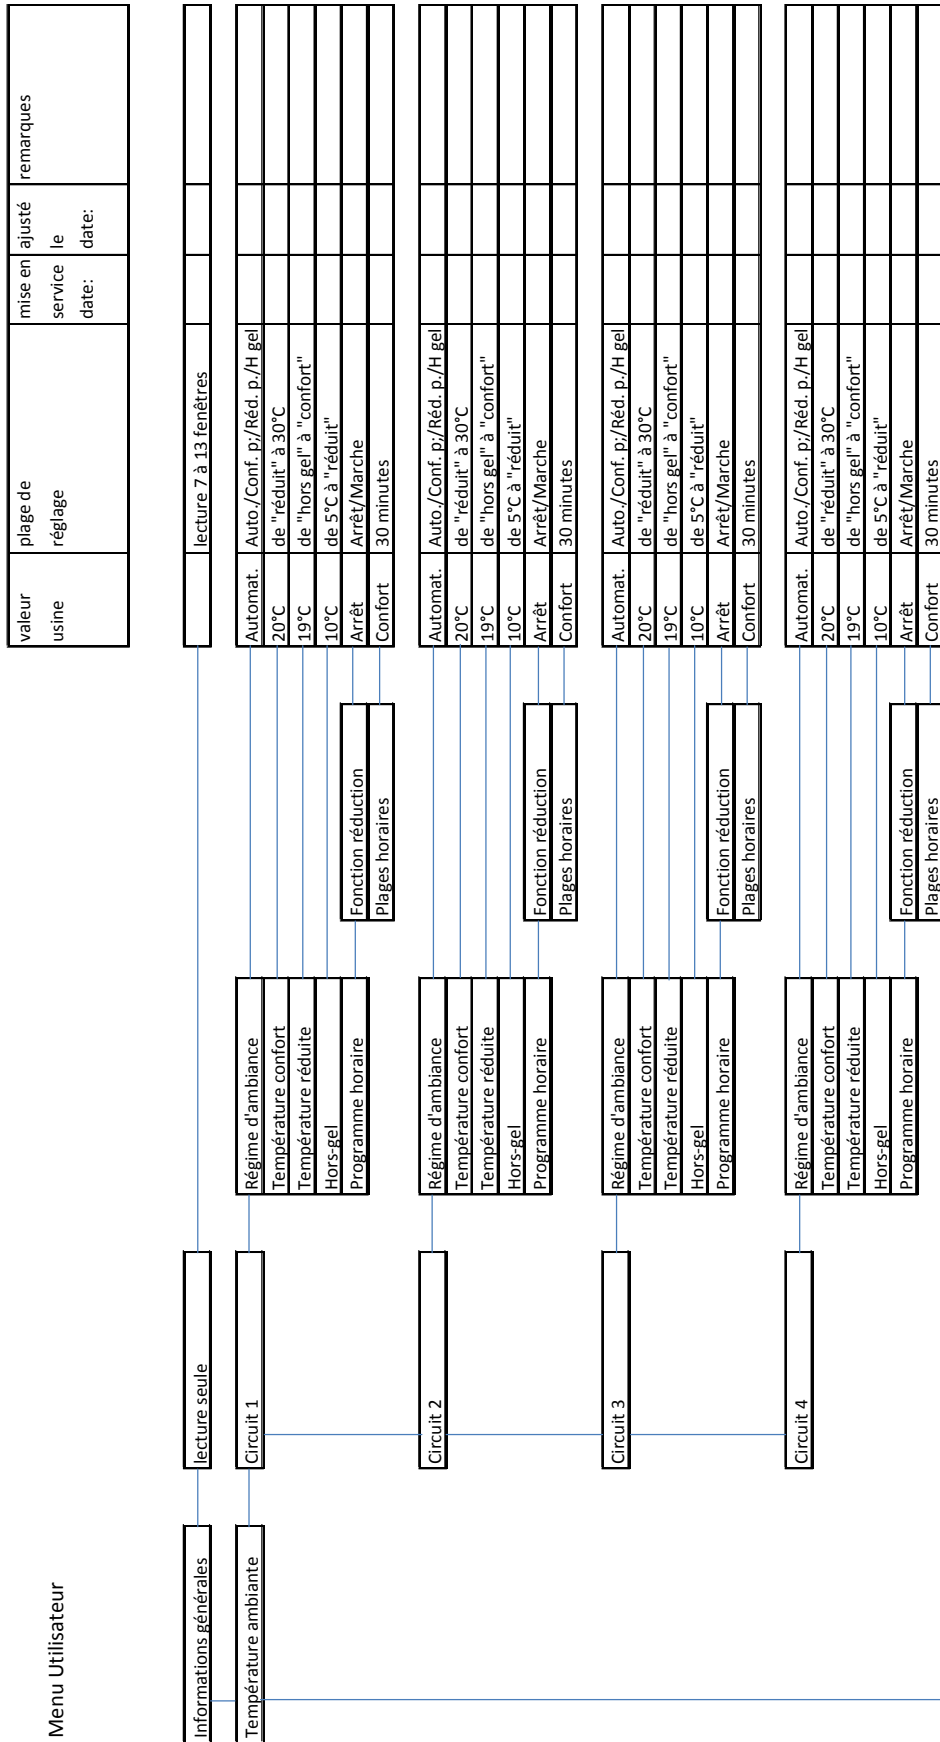 Menu Utilisateur
valeur usine
plage de réglage
mise en service date:
ajusté le date:
remarques
Informations générales
lecture seule
lecture 7 à 13 fenêtres
Température ambiante
Circuit 1
Régime d'ambiance
Automat.
Auto./Conf. p;/Réd. p./H gel
Température confort
20°C
de "réduit" à 30°C
Température réduite
19°C
de "hors gel" à "confort"
Hors-gel
10°C
de 5°C à "réduit"
Programme horaire
Fonction réduction
Arrêt
Arrêt/Marche
Plages horaires
Confort
30 minutes
Circuit 2
Régime d'ambiance
Automat.
Auto./Conf. p;/Réd. p./H gel
Température confort
20°C
de "réduit" à 30°C
Température réduite
19°C
de "hors gel" à "confort"
Hors-gel
10°C
de 5°C à "réduit"
Programme horaire
Fonction réduction
Arrêt
Arrêt/Marche
Plages horaires
Confort
30 minutes
Circuit 3
Régime d'ambiance
Automat.
Auto./Conf. p;/Réd. p./H gel
Température confort
20°C
de "réduit" à 30°C
Température réduite
19°C
de "hors gel" à "confort"
Hors-gel
10°C
de 5°C à "réduit"
Programme horaire
Fonction réduction
Arrêt
Arrêt/Marche
Plages horaires
Confort
30 minutes
Circuit 4
Régime d'ambiance
Automat.
Auto./Conf. p;/Réd. p./H gel
Température confort
20°C
de "réduit" à 30°C
Température réduite
19°C
de "hors gel" à "confort"
Hors-gel
10°C
de 5°C à "réduit"
Programme horaire
Fonction réduction
Arrêt
Arrêt/Marche
Plages horaires
Confort
30 minutes